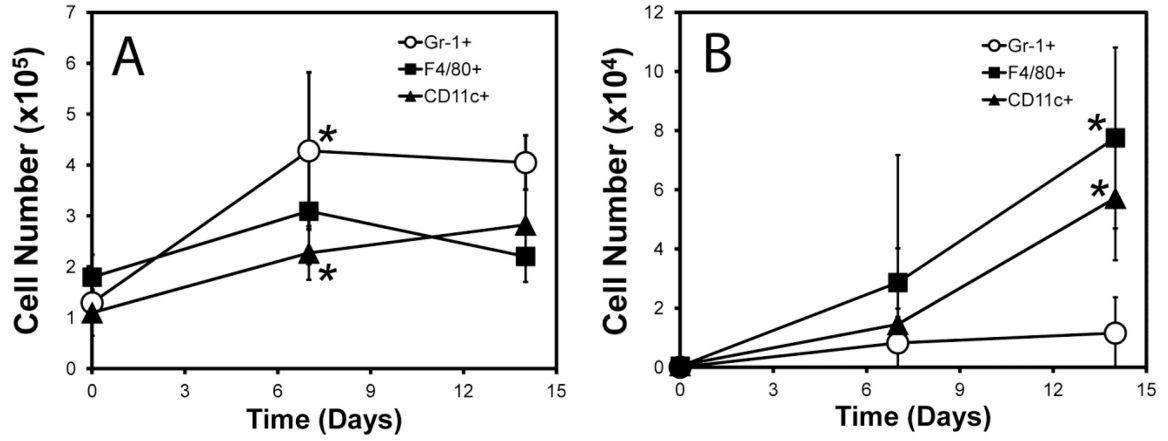 A
Cell Number (x10⁵)
7
6
5
4
3
2
1
0
Gr-1+
F4/80+
CD11c+
*
*
0
3
6
9
12
15
Time (Days)
B
Cell Number (x10⁴)
12
10
8
6
4
2
0
Gr-1+
F4/80+
CD11c+
*
*
0
3
6
9
12
15
Time (Days)